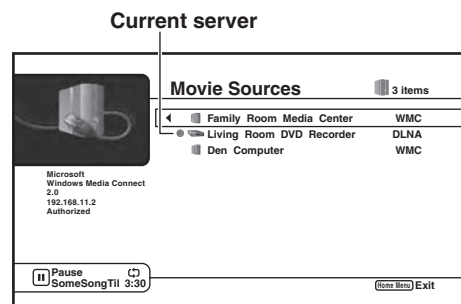 Current server
Movie Sources
3 items
Family Room Media Center WMC
Living Room DVD Recorder DLNA
Den Computer WMC
Microsoft
Windows Media Connect
2.0
192.168.11.2
Authorized
Pause
SomeSongTil 3:30
Home Menu Exit